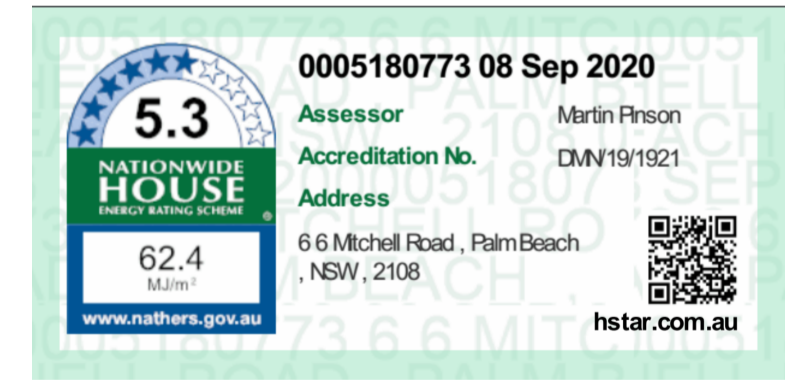 0005180773 08 Sep 2020
5.3
Assessor Martin Pinson
NATIONWIDE
HOUSE
ENERGY RATING SCHEME ®
Accreditation No. DMN/19/1921
Address
6 6 Mitchell Road , Palm Beach
, NSW , 2108
62.4
MJ/m²
www.nathers.gov.au
hstar.com.au